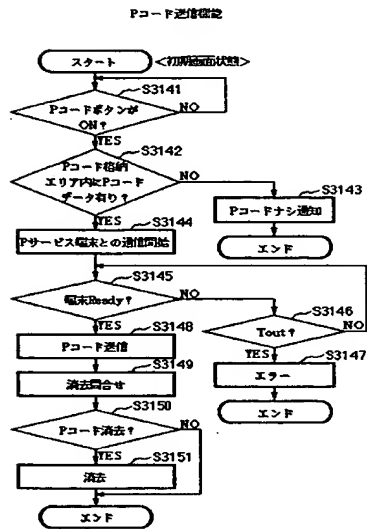 Pコード送信機能
スタート <初期画面状態>
S3141
PコードボタンがON? NO
YES
S3142
Pコード格納
エリア内にPコード
データ有り? NO
YES
S3143
Pコードナシ通知
エンド
S3144
Pサービス端末との通信開始
S3145
端末Ready? NO
YES
S3146
Tout? NO
YES
S3147
エラー
エンド
S3148
Pコード送信
S3149
消去問合せ
S3150
Pコード消去? NO
YES
S3151
消去
エンド